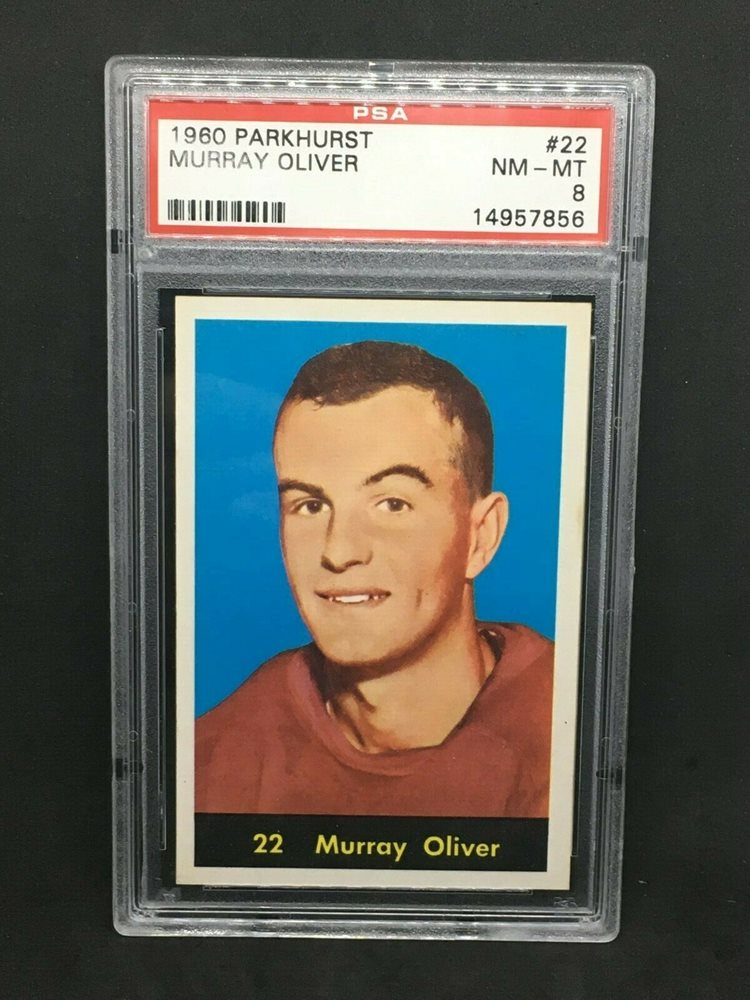 PSA
1960 PARKHURST #22
MURRAY OLIVER NM - MT
8
14957856
22 Murray Oliver